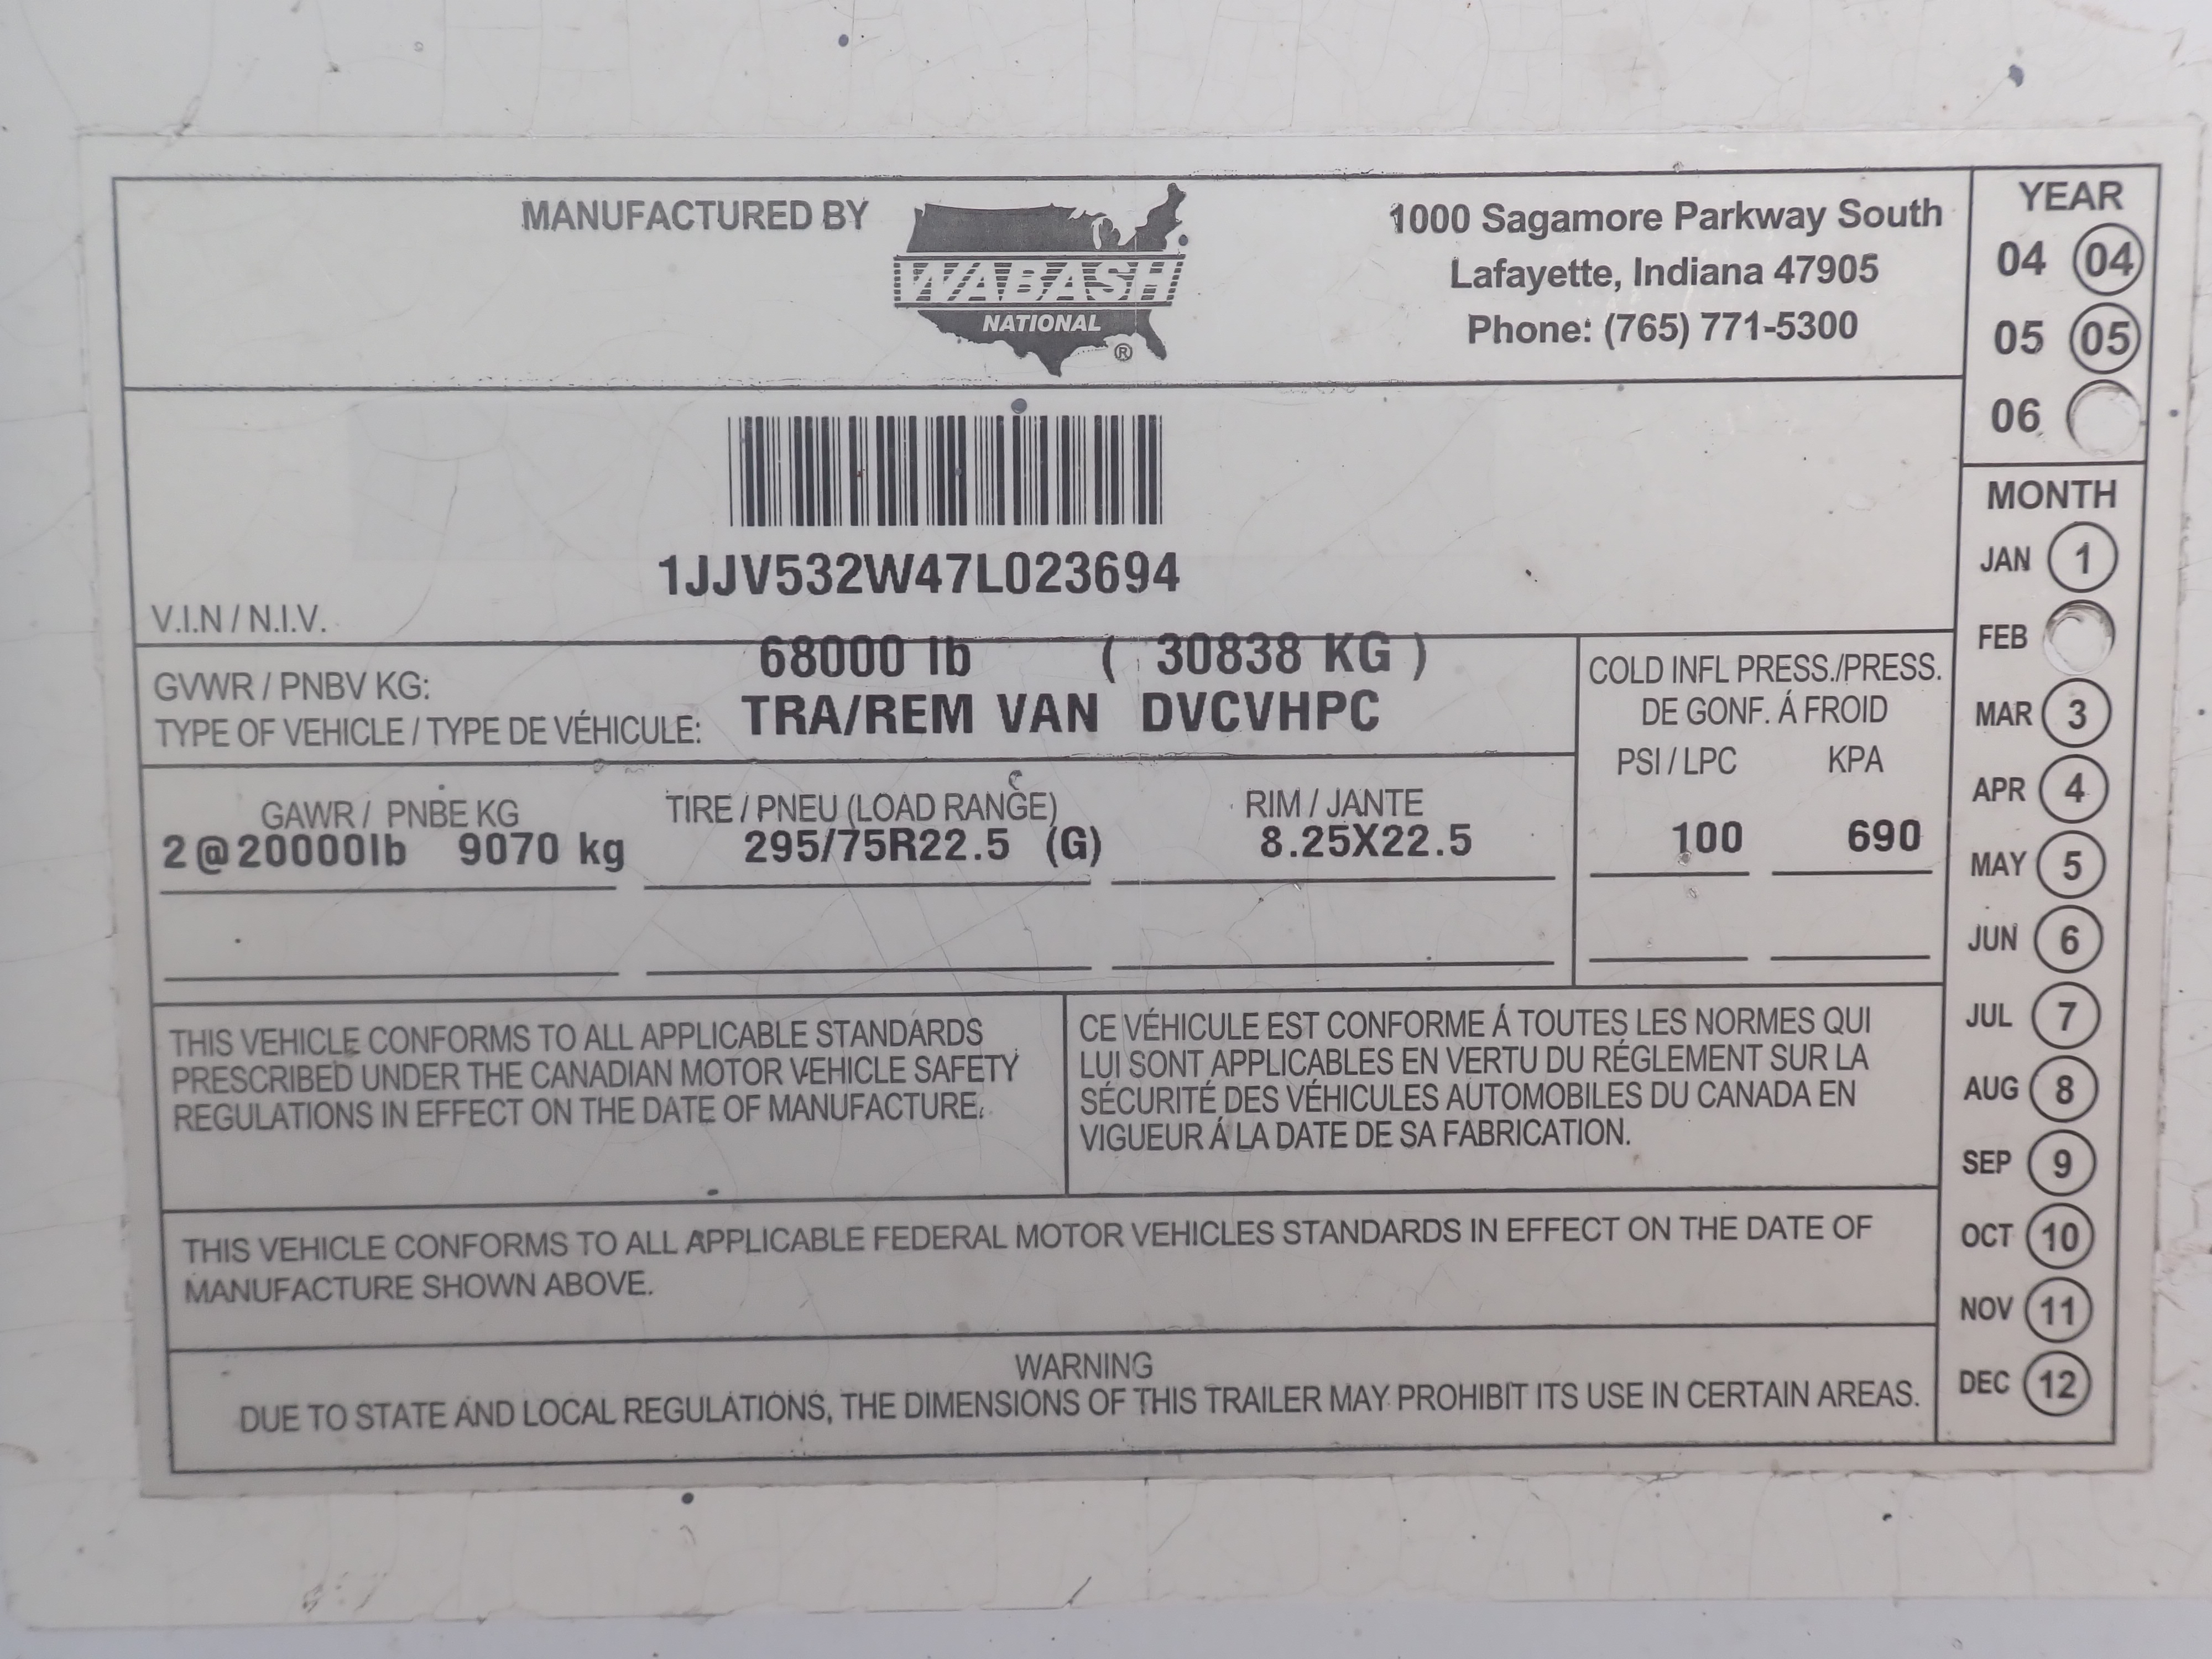 MANUFACTURED BY
WABASH
NATIONAL
®
1000 Sagamore Parkway South
Lafayette, Indiana 47905
Phone: (765) 771-5300
1JJV532W47L023694
V.I.N / N.I.V.
GVWR / PNBV KG: 68000 lb ( 30838 KG )
TYPE OF VEHICLE / TYPE DE VÉHICULE: TRA/REM VAN DVCVHPC
COLD INFL PRESS./PRESS.
DE GONF. Á FROID
PSI / LPC KPA
100 690
GAWR / PNBE KG TIRE / PNEU (LOAD RANGE) RIM / JANTE
2@20000lb 9070 kg 295/75R22.5 (G) 8.25X22.5
THIS VEHICLE CONFORMS TO ALL APPLICABLE STANDARDS
PRESCRIBED UNDER THE CANADIAN MOTOR VEHICLE SAFETY
REGULATIONS IN EFFECT ON THE DATE OF MANUFACTURE.
CE VÉHICULE EST CONFORME Á TOUTES LES NORMES QUI
LUI SONT APPLICABLES EN VERTU DU RÉGLEMENT SUR LA
SÉCURITÉ DES VÉHICULES AUTOMOBILES DU CANADA EN
VIGUEUR Á LA DATE DE SA FABRICATION.
THIS VEHICLE CONFORMS TO ALL APPLICABLE FEDERAL MOTOR VEHICLES STANDARDS IN EFFECT ON THE DATE OF
MANUFACTURE SHOWN ABOVE.
WARNING
DUE TO STATE AND LOCAL REGULATIONS, THE DIMENSIONS OF THIS TRAILER MAY PROHIBIT ITS USE IN CERTAIN AREAS.
YEAR
04 04
05 05
06
MONTH
JAN 1
FEB
MAR 3
APR 4
MAY 5
JUN 6
JUL 7
AUG 8
SEP 9
OCT 10
NOV 11
DEC 12